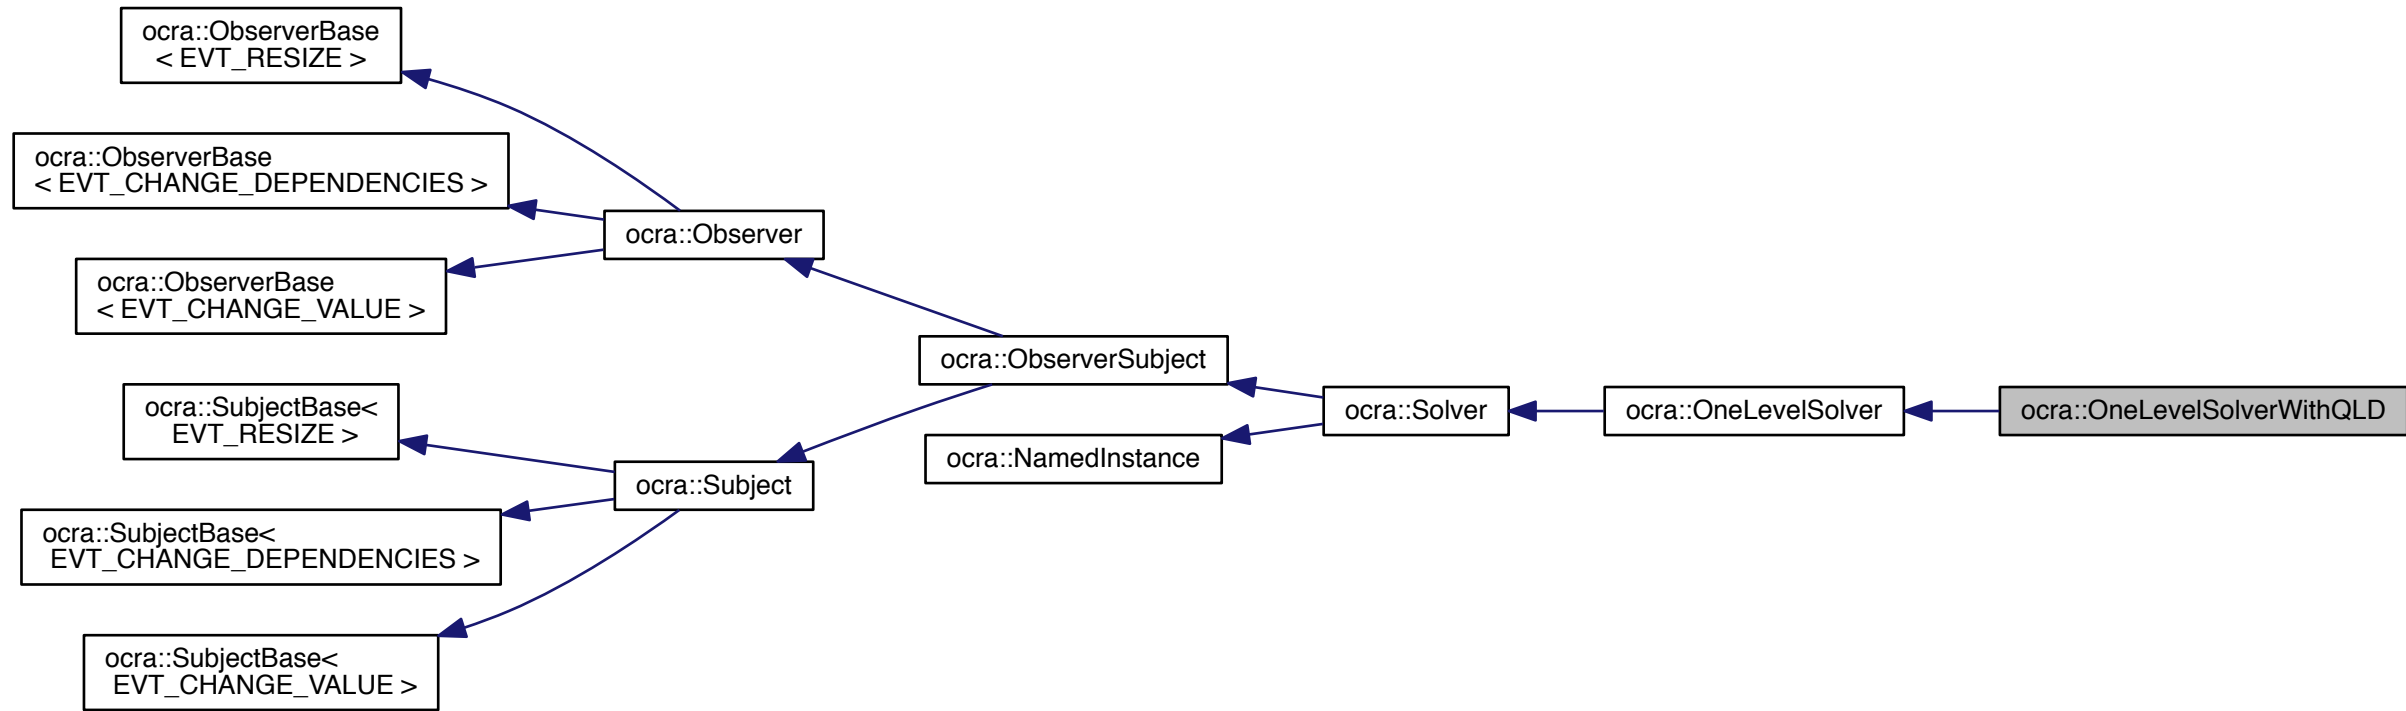 ocra::ObserverBase
< EVT_RESIZE >
ocra::ObserverBase
< EVT_CHANGE_DEPENDENCIES >
ocra::Observer
ocra::ObserverBase
< EVT_CHANGE_VALUE >
ocra::ObserverSubject
ocra::SubjectBase<
EVT_RESIZE >
ocra::Solver
ocra::OneLevelSolver
ocra::OneLevelSolverWithQLD
ocra::NamedInstance
ocra::Subject
ocra::SubjectBase<
EVT_CHANGE_DEPENDENCIES >
ocra::SubjectBase<
EVT_CHANGE_VALUE >